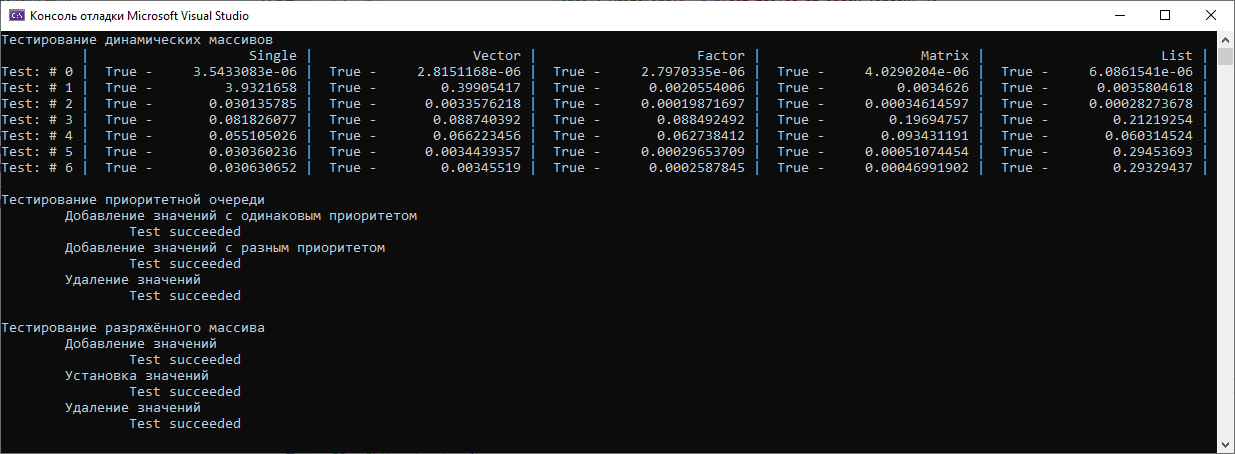 Консоль отладки Microsoft Visual Studio
Тестирование динамических массивов
| Single | Vector | Factor | Matrix | List |
Test: # 0 | True - 3.5433083e-06 | True - 2.8151168e-06 | True - 2.7970335e-06 | True - 4.0290204e-06 | True - 6.0861541e-06 |
Test: # 1 | True - 3.9321658 | True - 0.39905417 | True - 0.0020554006 | True - 0.0034626 | True - 0.0035804618 |
Test: # 2 | True - 0.030135785 | True - 0.0033576218 | True - 0.00019871697 | True - 0.00034614597 | True - 0.00028273678 |
Test: # 3 | True - 0.081826077 | True - 0.088740392 | True - 0.088492492 | True - 0.19694757 | True - 0.21219254 |
Test: # 4 | True - 0.055105026 | True - 0.066223456 | True - 0.062738412 | True - 0.093431191 | True - 0.060314524 |
Test: # 5 | True - 0.030360236 | True - 0.0034439357 | True - 0.00029653709 | True - 0.00051074454 | True - 0.29453693 |
Test: # 6 | True - 0.030630652 | True - 0.00345519 | True - 0.0002587845 | True - 0.00046991902 | True - 0.29329437 |
Тестирование приоритетной очереди
Добавление значений с одинаковым приоритетом
Test succeeded
Добавление значений с разным приоритетом
Test succeeded
Удаление значений
Test succeeded
Тестирование разряжённого массива
Добавление значений
Test succeeded
Установка значений
Test succeeded
Удаление значений
Test succeeded